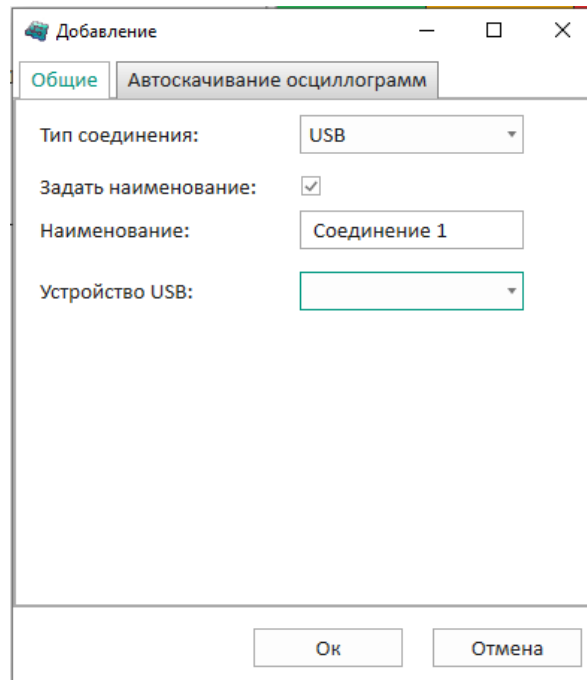 Добавление
Общие
Автоскачивание осциллограмм
Тип соединения:
USB
Задать наименование:
Наименование:
Соединение 1
Устройство USB:
Ок
Отмена